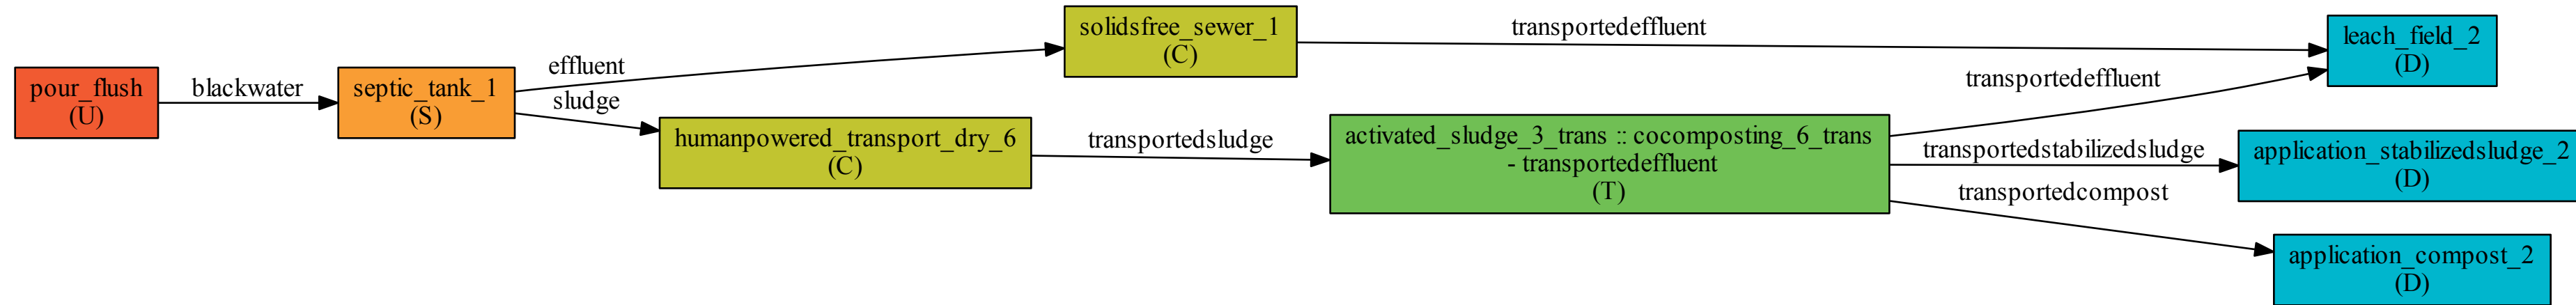 pour_flush
(U)
blackwater
septic_tank_1
(S)
effluent
sludge
solidsfree_sewer_1
(C)
humanpowered_transport_dry_6
(C)
transportedeffluent
transportedsludge
activated_sludge_3_trans :: cocomposting_6_trans
- transportedeffluent
(T)
transportedeffluent
transportedstabilizedsludge
transportedcompost
leach_field_2
(D)
application_stabilizedsludge_2
(D)
application_compost_2
(D)